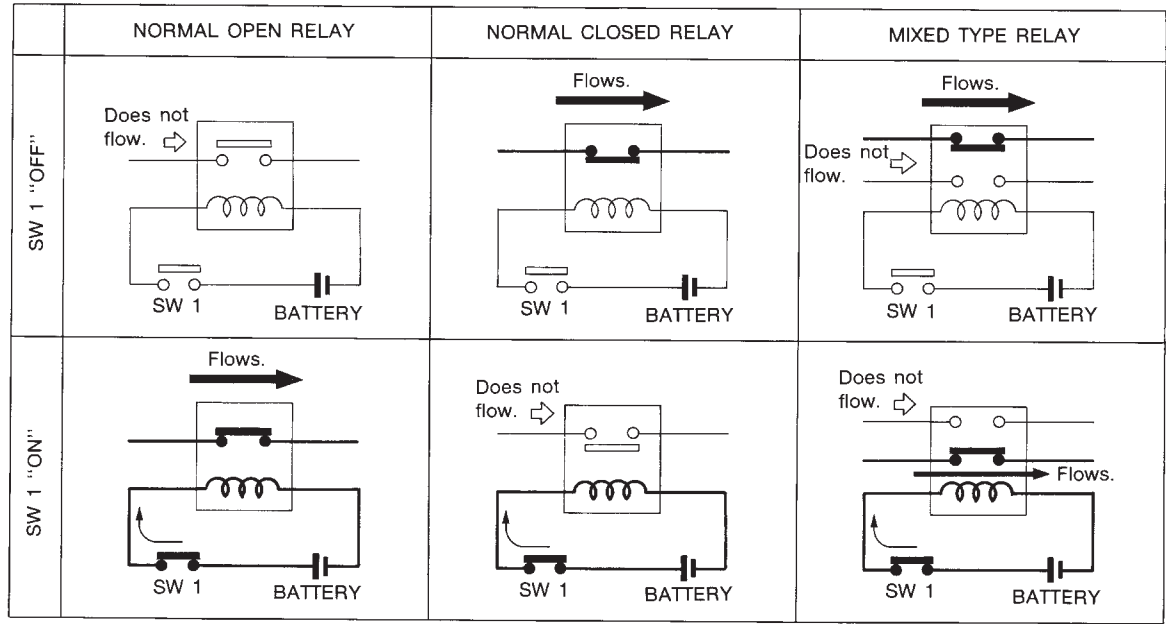 NORMAL OPEN RELAY
NORMAL CLOSED RELAY
MIXED TYPE RELAY
SW 1 "OFF"
Does not
flow.
SW 1
BATTERY
Flows.
SW 1
BATTERY
Flows.
Does not
flow.
SW 1
BATTERY
SW 1 "ON"
Flows.
SW 1
BATTERY
Does not
flow.
SW 1
BATTERY
Does not
flow.
Flows.
SW 1
BATTERY